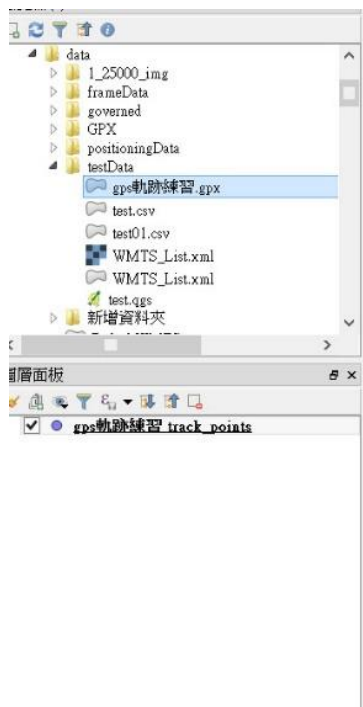 data
1_25000_img
frameData
governed
GPX
positioningData
testData
gps軌跡練習.gpx
test.csv
test01.csv
WMTS_List.xml
WMTS_List.xml
test.qgs
新增資料夾
圖層面板
gps軌跡練習 track_points